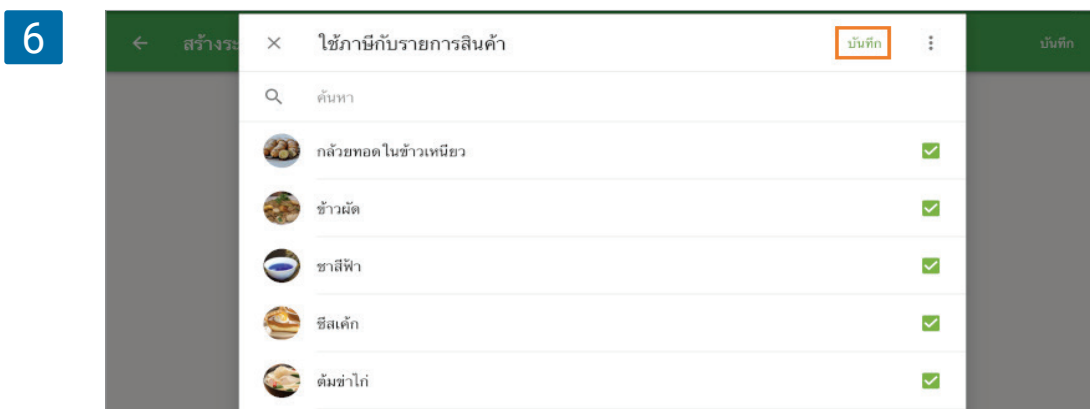 6
สร้างระ
ใช้ภาษีกับรายการสินค้า
บันทึก
บันทึก
ค้นหา
กล้วยทอดในข้าวเหนียว
ข้าวผัด
ชาสีฟ้า
ชีสเค้ก
ต้มข่าไก่